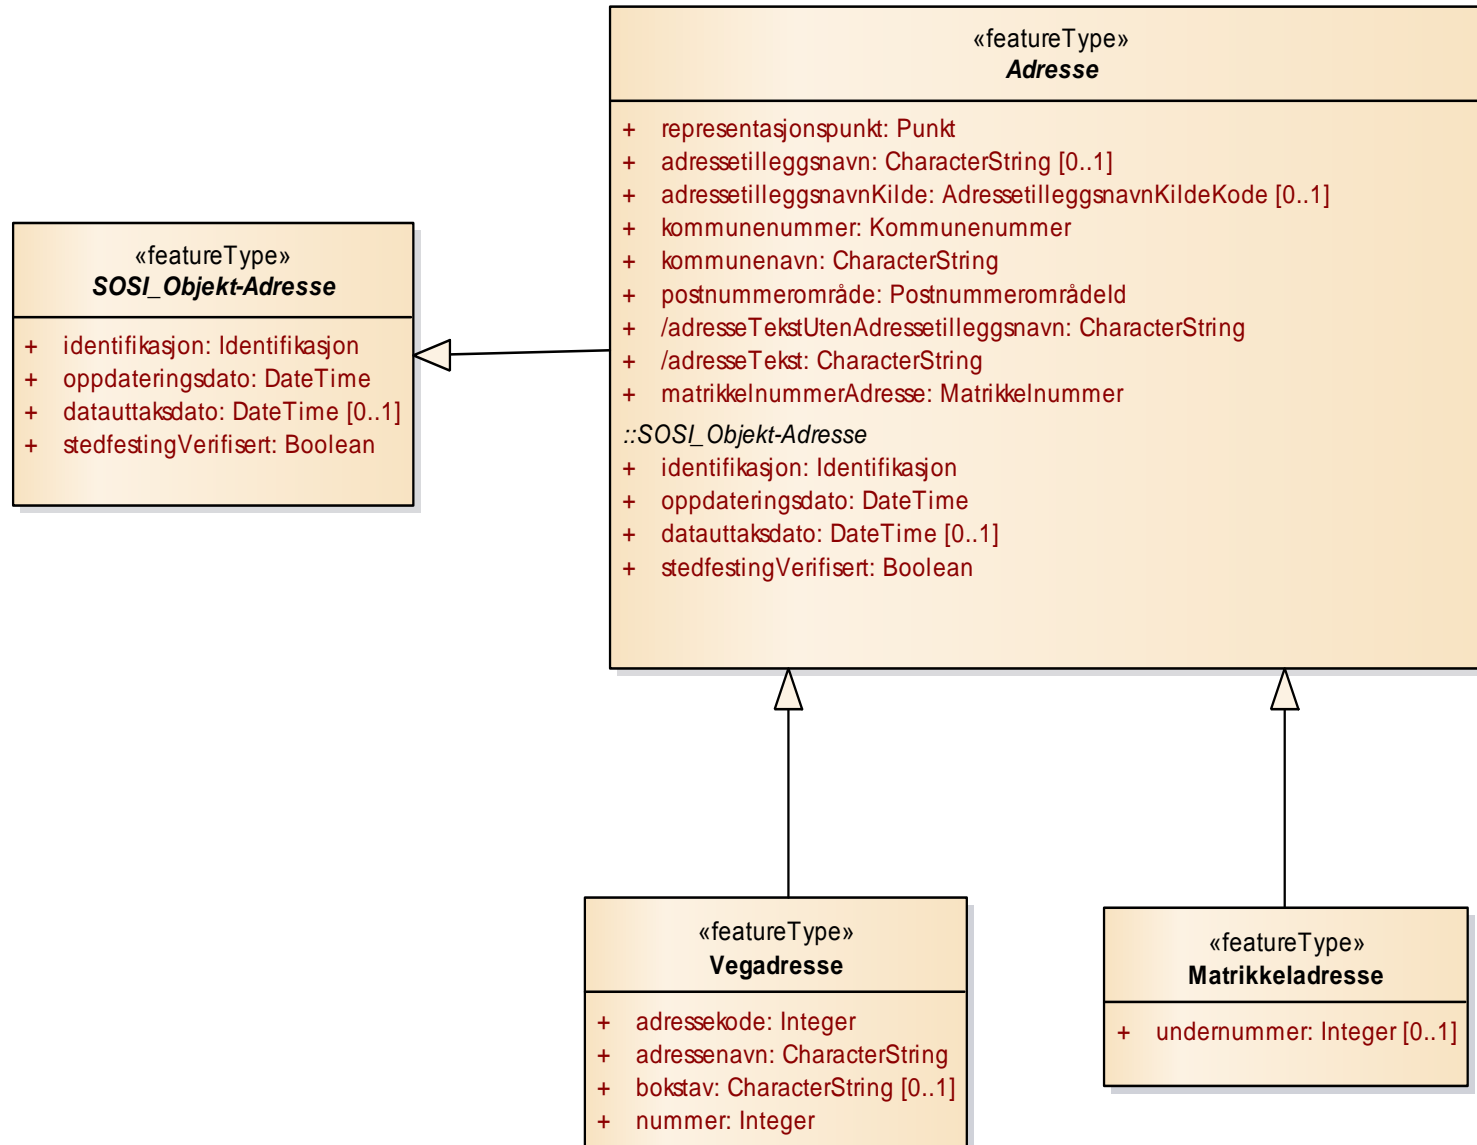 «featureType»
Adresse
+ representasjonspunkt: Punkt
+ adressetilleggsnavn: CharacterString [0..1]
+ adressetilleggsnavnKilde: AdressetilleggsnavnKildeKode [0..1]
+ kommunenummer: Kommunenummer
+ kommunenavn: CharacterString
+ postnummerområde: PostnummerområdeId
+ /adresseTekstUtenAdressetilleggsnavn: CharacterString
+ /adresseTekst: CharacterString
+ matrikkelnummerAdresse: Matrikkelnummer
::SOSI_Objekt-Adresse
+ identifikasjon: Identifikasjon
+ oppdateringsdato: DateTime
+ datauttaksdato: DateTime [0..1]
+ stedfestingVerifisert: Boolean
«featureType»
SOSI_Objekt-Adresse
+ identifikasjon: Identifikasjon
+ oppdateringsdato: DateTime
+ datauttaksdato: DateTime [0..1]
+ stedfestingVerifisert: Boolean
«featureType»
Vegadresse
+ adressekode: Integer
+ adressenavn: CharacterString
+ bokstav: CharacterString [0..1]
+ nummer: Integer
«featureType»
Matrikkeladresse
+ undernummer: Integer [0..1]